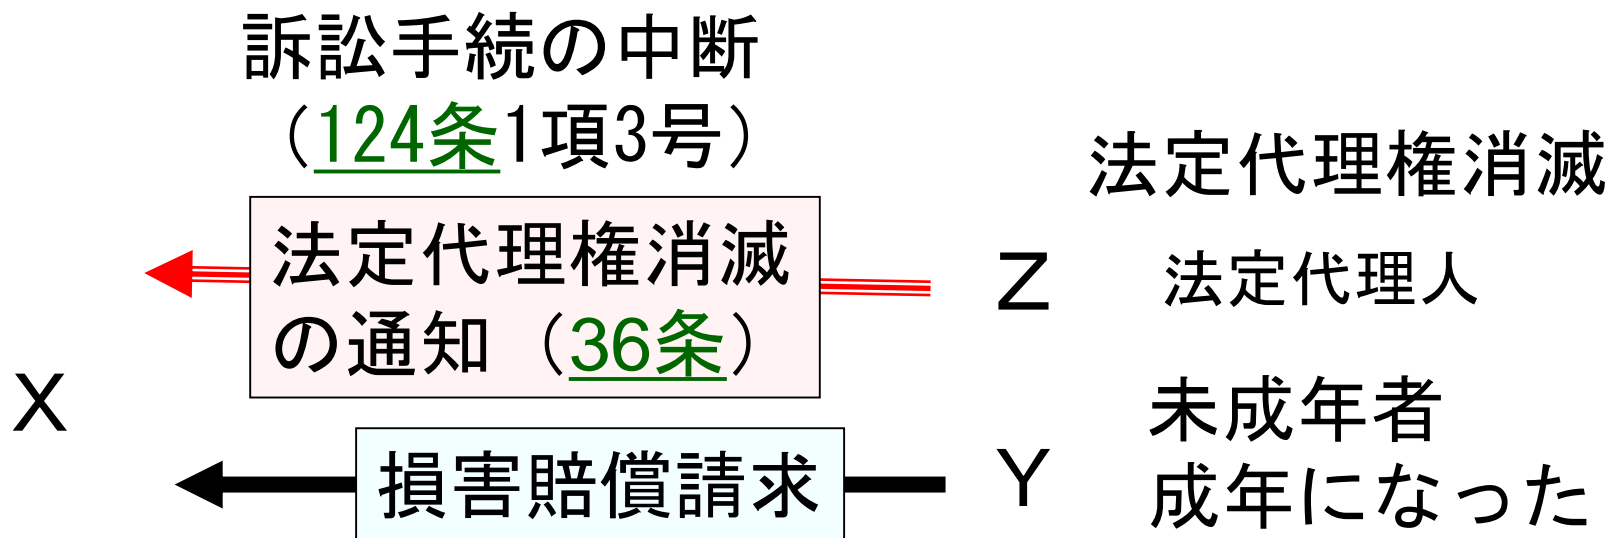 訴訟手続の中断
（124条1項3号）
法定代理権消滅
法定代理権消滅
の通知（36条）
Z
法定代理人
X
未成年者
損害賠償請求
Y
成年になった